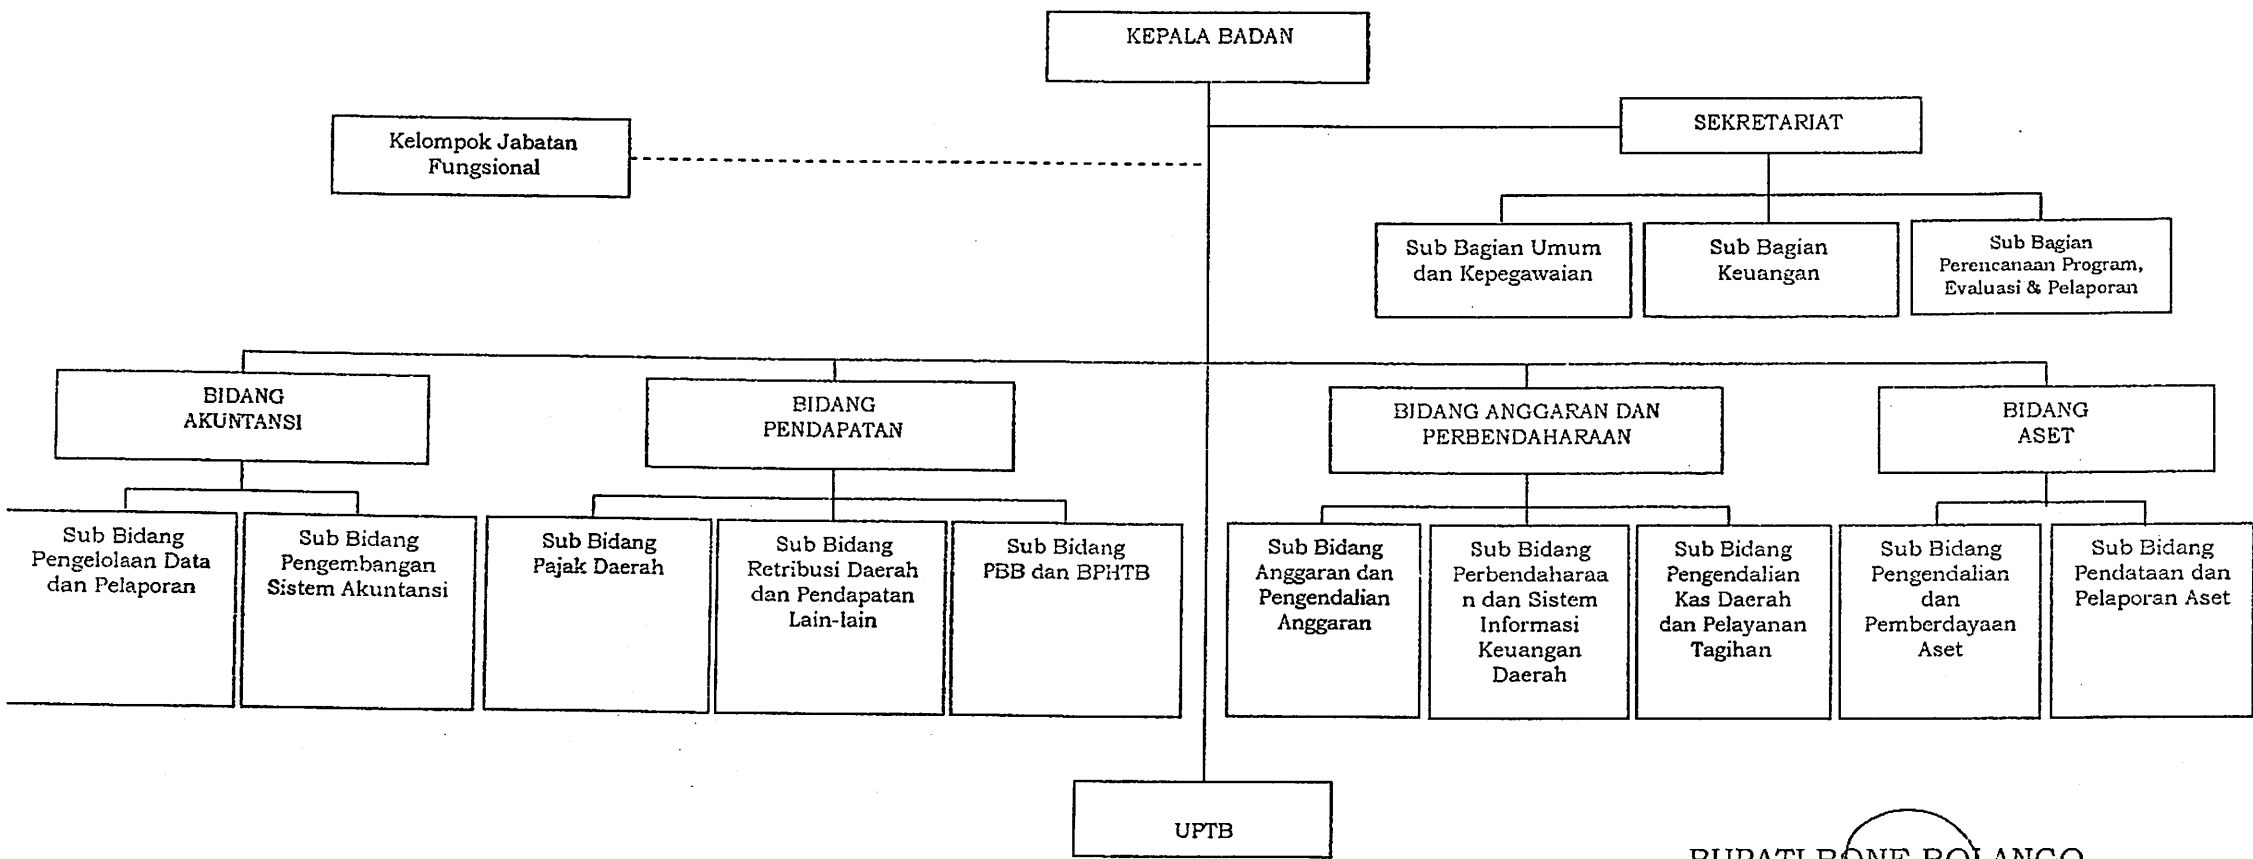 KEPALA BADAN
SEKRETARIAT
Kelompok Jabatan
Fungsional
Sub Bagian Umum
dan Kepegawaian
Sub Bagian
Keuangan
Sub Bagian
Perencanaan Program,
Evaluasi & Pelaporan
BIDANG
AKUNTANSI
BIDANG
PENDAPATAN
BIDANG ANGGARAN DAN
PERBENDAHARAAN
BIDANG
ASET
Sub Bidang
Pengelolaan Data
dan Pelaporan
Sub Bidang
Pengembangan
Sistem Akuntansi
Sub Bidang
Pajak Daerah
Sub Bidang
Retribusi Daerah
dan Pendapatan
Lain-lain
Sub Bidang
PBB dan BPHTB
Sub Bidang
Anggaran dan
Pengendalian
Anggaran
Sub Bidang
Perbendaharaa
n dan Sistem
Informasi
Keuangan
Daerah
Sub Bidang
Pengendalian
Kas Daerah
dan Pelayanan
Tagihan
Sub Bidang
Pengendalian
dan
Pemberdayaan
Aset
Sub Bidang
Pendataan dan
Pelaporan Aset
UPTB
BUPATI BONE BOLANGO